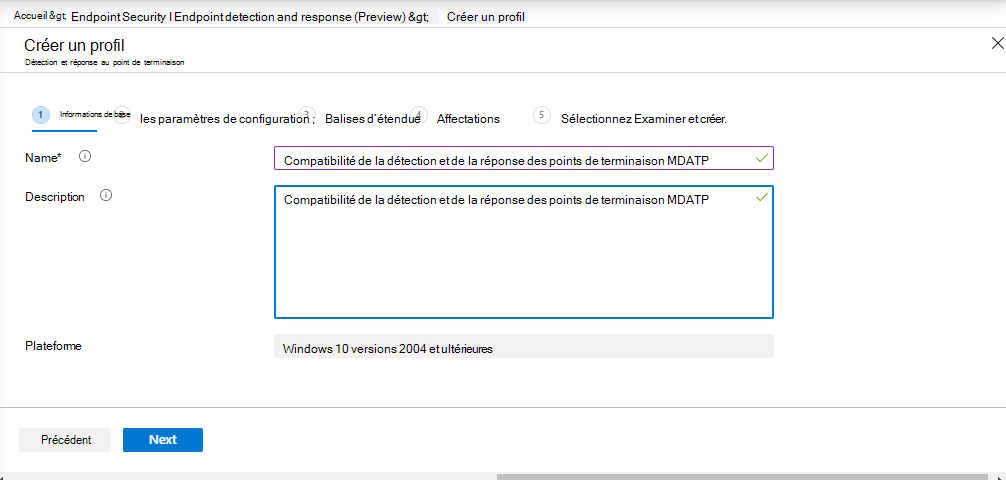 Accueil &gt; Endpoint Security I Endpoint detection and response (Preview) &gt; Créer un profil
Créer un profil
Détection et réponse au point de terminaison
1 Informations de base 2 les paramètres de configuration ; 3 Balises d'étendue 4 Affectations 5 Sélectionnez Examiner et créer.
Name* Compatibilité de la détection et de la réponse des points de terminaison MDATP
Description Compatibilité de la détection et de la réponse des points de terminaison MDATP
Plateforme Windows 10 versions 2004 et ultérieures
Précédent Next